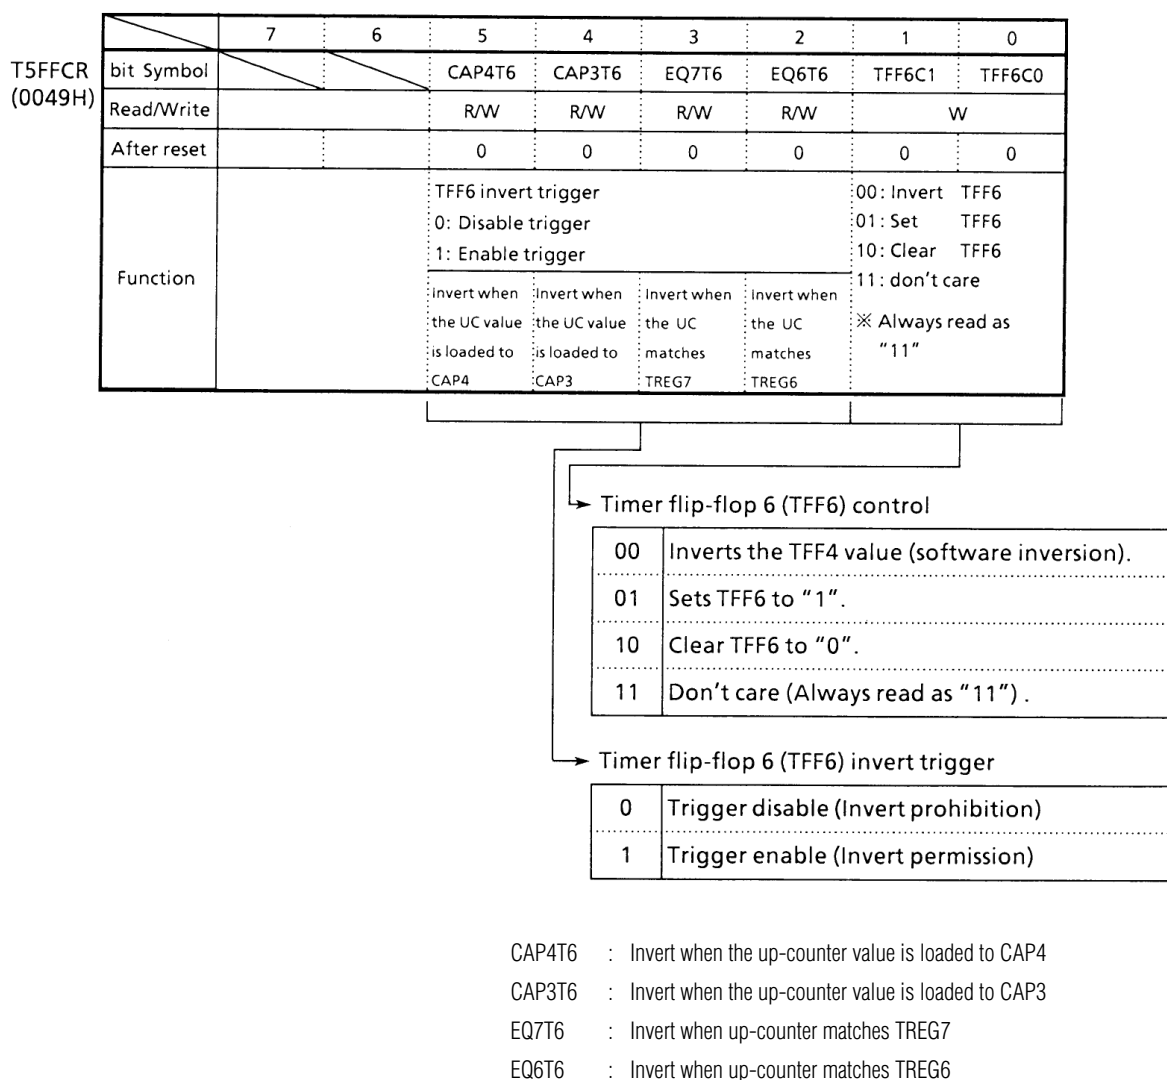 7 6 5 4 3 2 1 0
T5FFCR
(0049H)
bit Symbol CAP4T6 CAP3T6 EQ7T6 EQ6T6 TFF6C1 TFF6C0
Read/Write R/W R/W R/W R/W W
After reset 0 0 0 0 0 0
Function
TFF6 invert trigger
0: Disable trigger
1: Enable trigger
Invert when
the UC value
is loaded to
CAP4
Invert when
the UC value
is loaded to
CAP3
Invert when
the UC
matches
TREG7
Invert when
the UC
matches
TREG6
00: Invert TFF6
01: Set TFF6
10: Clear TFF6
11: don't care
※ Always read as
"11"
Timer flip-flop 6 (TFF6) control
00 Inverts the TFF4 value (software inversion).
01 Sets TFF6 to "1".
10 Clear TFF6 to "0".
11 Don't care (Always read as "11") .
Timer flip-flop 6 (TFF6) invert trigger
0 Trigger disable (Invert prohibition)
1 Trigger enable (Invert permission)
CAP4T6 : Invert when the up-counter value is loaded to CAP4
CAP3T6 : Invert when the up-counter value is loaded to CAP3
EQ7T6 : Invert when up-counter matches TREG7
EQ6T6 : Invert when up-counter matches TREG6